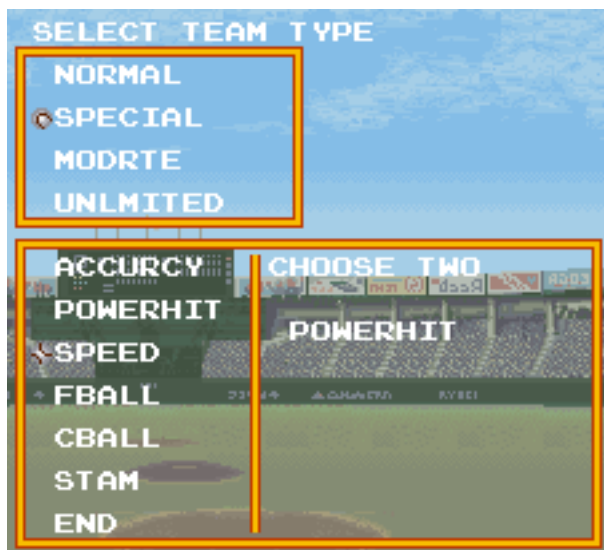 SELECT TEAM TYPE
NORMAL
SPECIAL
MODRTE
UNLMITED
ACCURCY
POWERHIT
SPEED
FBALL
CBALL
STAM
END
CHOOSE TWO
POWERHIT